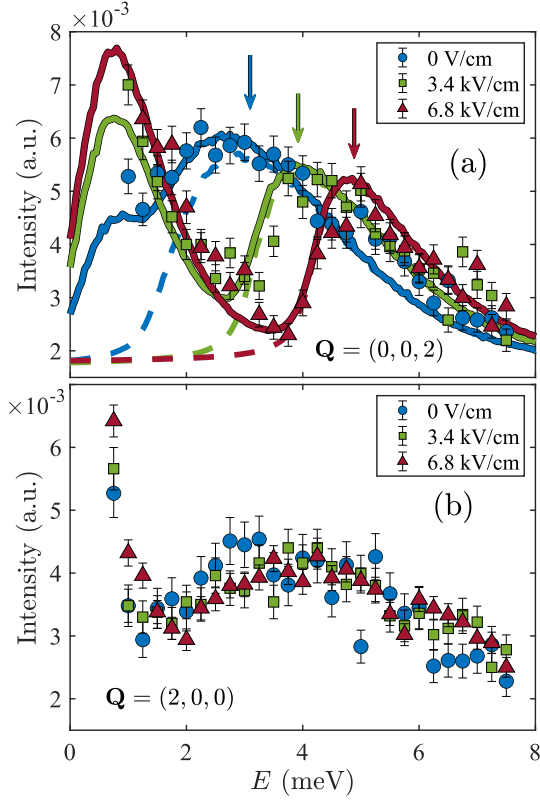 ×10⁻³
8
7
6
5
4
3
2
Intensity (a.u.)
0 V/cm
3.4 kV/cm
6.8 kV/cm
(a)
Q = (0, 0, 2)
×10⁻³
6
5
4
3
2
Intensity (a.u.)
0 V/cm
3.4 kV/cm
6.8 kV/cm
(b)
Q = (2, 0, 0)
0 2 4 6 8
E (meV)